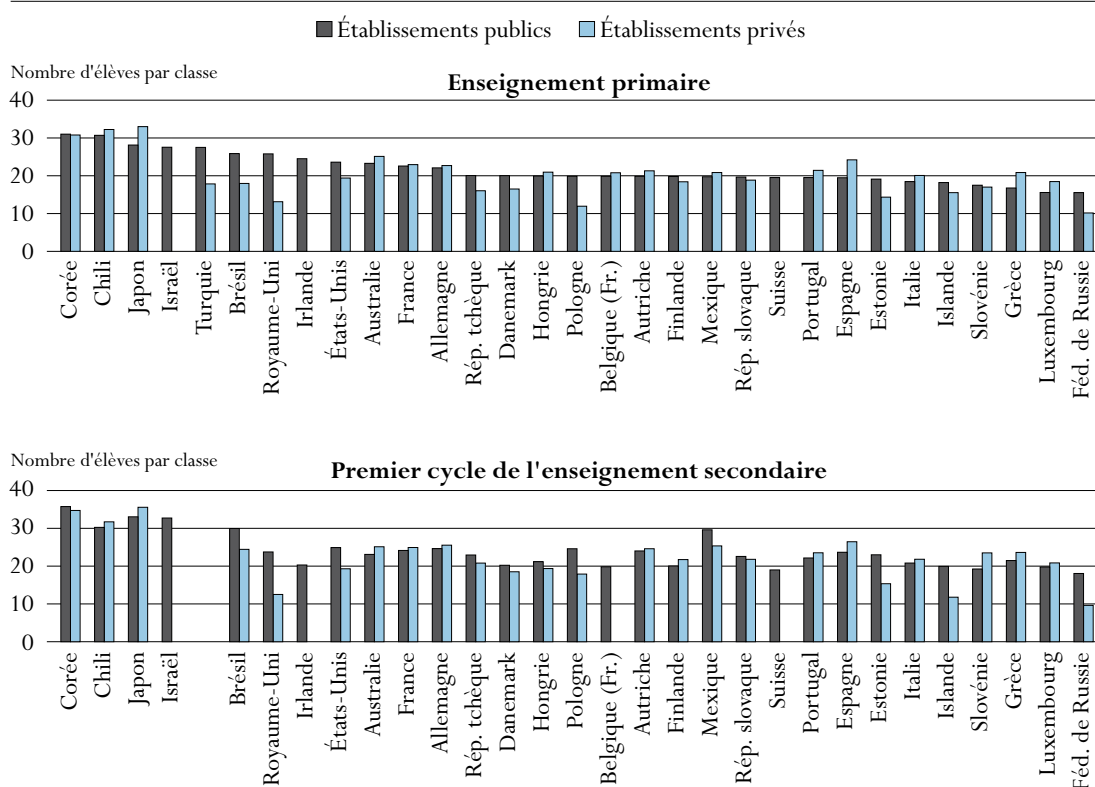 Établissements publics Établissements privés
Nombre d'élèves par classe
Enseignement primaire
40
30
20
10
0
Corée
Chili
Japon
Israël
Turquie
Brésil
Royaume-Uni
Irlande
États-Unis
Australie
France
Allemagne
Rép. tchèque
Danemark
Hongrie
Pologne
Belgique (Fr.)
Autriche
Finlande
Mexique
Rép. slovaque
Suisse
Portugal
Espagne
Estonie
Italie
Islande
Slovénie
Grèce
Luxembourg
Féd. de Russie
Nombre d'élèves par classe
Premier cycle de l'enseignement secondaire
40
30
20
10
0
Corée
Chili
Japon
Israël
Brésil
Royaume-Uni
Irlande
États-Unis
Australie
France
Allemagne
Rép. tchèque
Danemark
Hongrie
Pologne
Belgique (Fr.)
Autriche
Finlande
Mexique
Rép. slovaque
Suisse
Portugal
Espagne
Estonie
Italie
Islande
Slovénie
Grèce
Luxembourg
Féd. de Russie